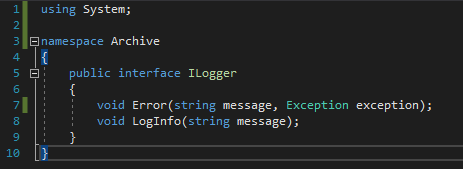 1 using System;
2
3 namespace Archive
4 {
5 public interface ILogger
6 {
7 void Error(string message, Exception exception);
8 void LogInfo(string message);
9 }
10 }